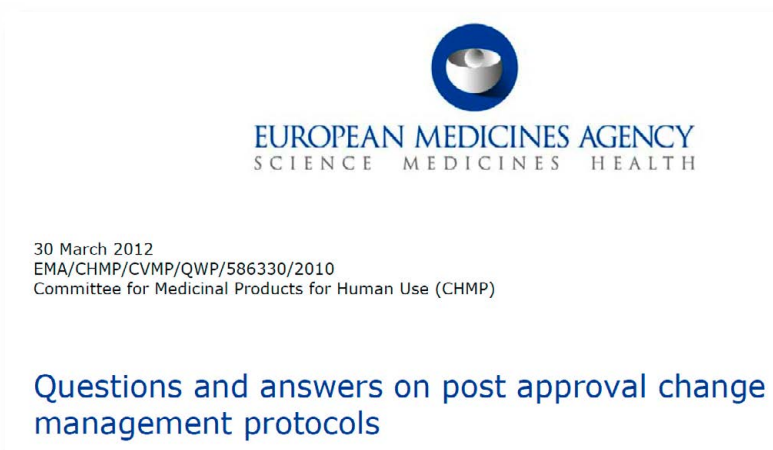 EUROPEAN MEDICINES AGENCY
SCIENCE MEDICINES HEALTH
30 March 2012
EMA/CHMP/CVMP/QWP/586330/2010
Committee for Medicinal Products for Human Use (CHMP)
Questions and answers on post approval change
management protocols